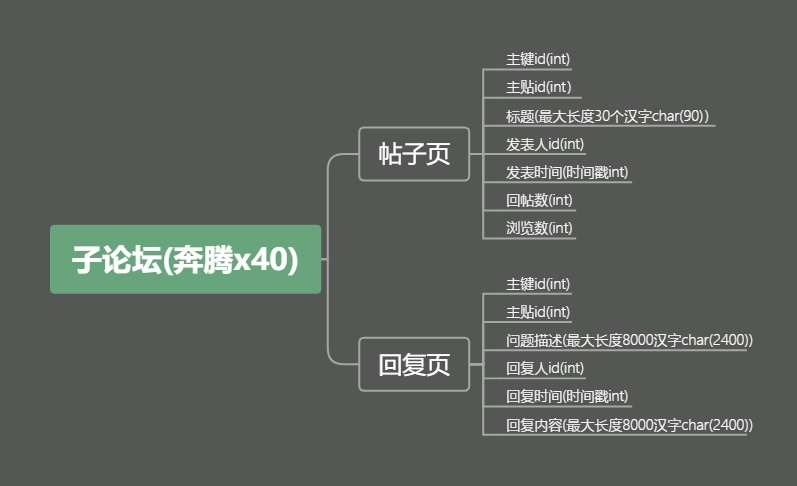 子论坛(奔腾x40)
帖子页
主键id(int)
主贴id(int)
标题(最大长度30个汉字char(90))
发表人id(int)
发表时间(时间戳int)
回帖数(int)
浏览数(int)
回复页
主键id(int)
主贴id(int)
问题描述(最大长度8000汉字char(2400))
回复人id(int)
回复时间(时间戳int)
回复内容(最大长度8000汉字char(2400))